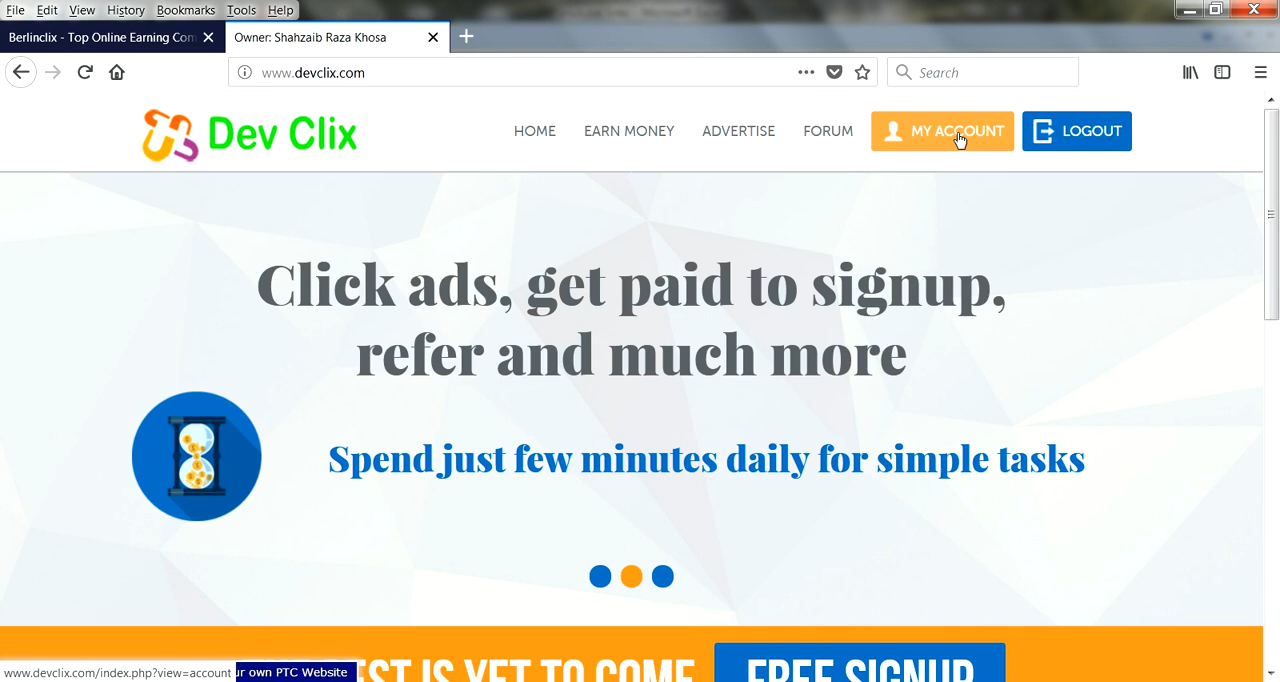 File Edit View History Bookmarks Tools Help
Berlinclix - Top Online Earning Com
Owner: Shahzaib Raza Khosa
www.devclix.com
Search
Dev Clix
HOME EARN MONEY ADVERTISE FORUM MY ACCOUNT LOGOUT
Click ads, get paid to signup,
refer and much more
Spend just few minutes daily for simple tasks
EST IS YET TO COME
FREE SIGNUP
www.devclix.com/index.php?view=account
ur own PTC Website